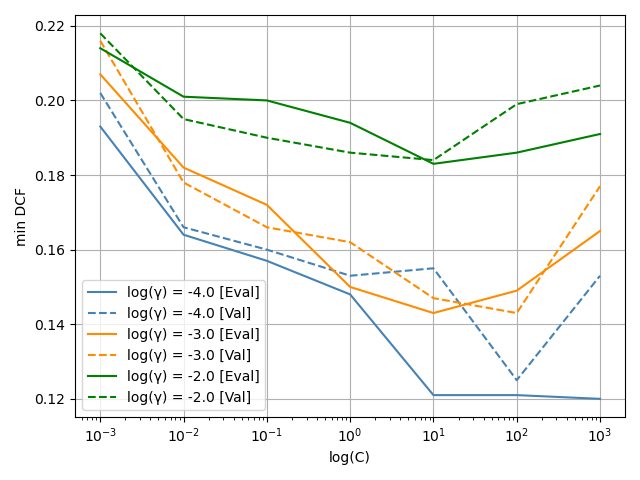 0.22
0.20
0.18
0.16
0.14
0.12
min DCF
log(γ) = -4.0 [Eval]
log(γ) = -4.0 [Val]
log(γ) = -3.0 [Eval]
log(γ) = -3.0 [Val]
log(γ) = -2.0 [Eval]
log(γ) = -2.0 [Val]
10⁻³ 10⁻² 10⁻¹ 10⁰ 10¹ 10² 10³
log(C)